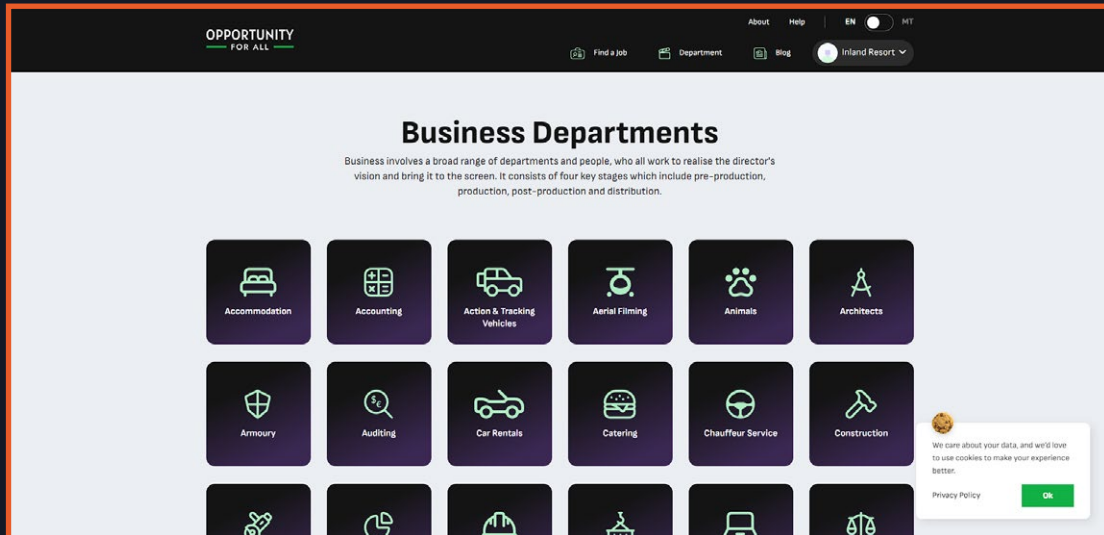 OPPORTUNITY
FOR ALL
About Help EN MT
Find a Job Department Blog Inland Resort
Business Departments
Business involves a broad range of departments and people, who all work to realise the director's
vision and bring it to the screen. It consists of four key stages which include pre-production,
production, post-production and distribution.
Accommodation
Accounting
Action & Tracking
Vehicles
Aerial Filming
Animals
Architects
Armoury
Auditing
Car Rentals
Catering
Chauffeur Service
Construction
We care about your data, and we'd love
to use cookies to make your experience
better.
Privacy Policy Ok